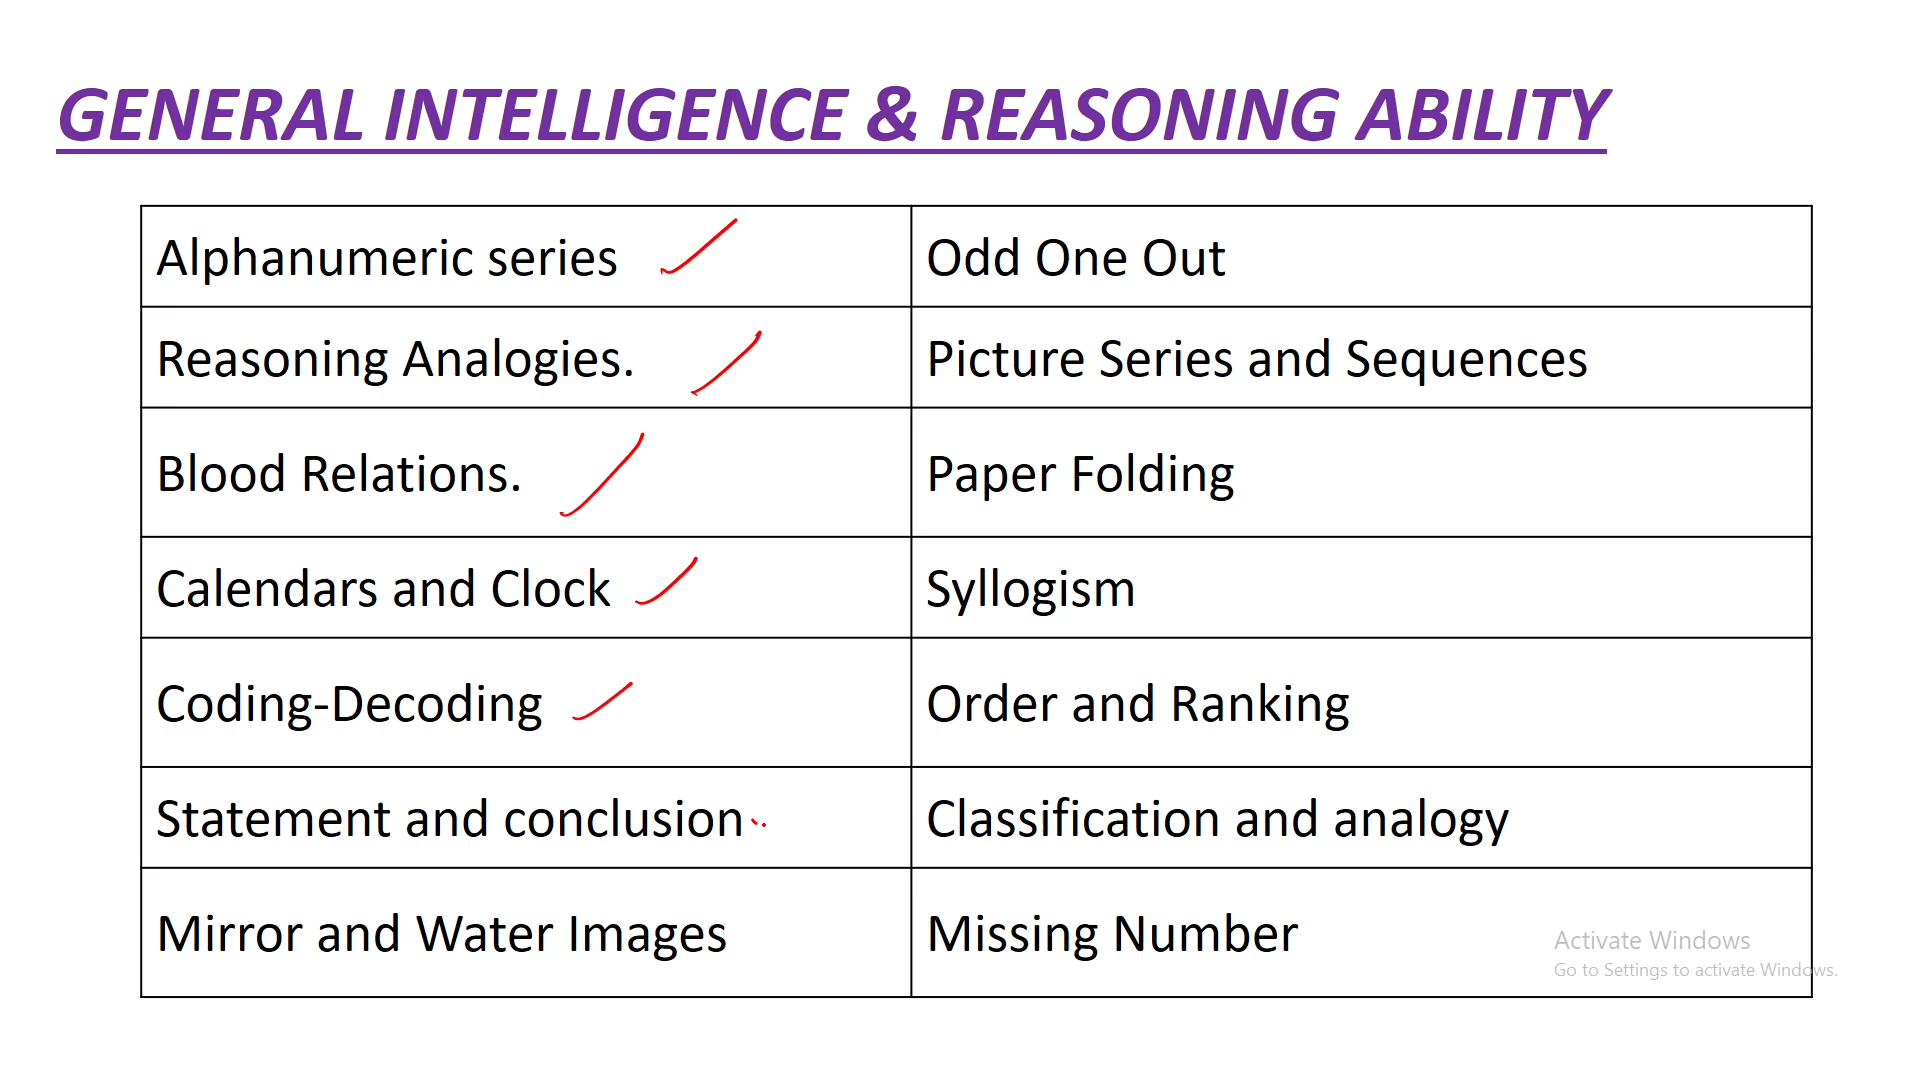 GENERAL INTELLIGENCE & REASONING ABILITY
Alphanumeric series
Odd One Out
Reasoning Analogies.
Picture Series and Sequences
Blood Relations.
Paper Folding
Calendars and Clock
Syllogism
Coding-Decoding
Order and Ranking
Statement and conclusion
Classification and analogy
Mirror and Water Images
Missing Number
Activate Windows
Go to Settings to activate Windows.